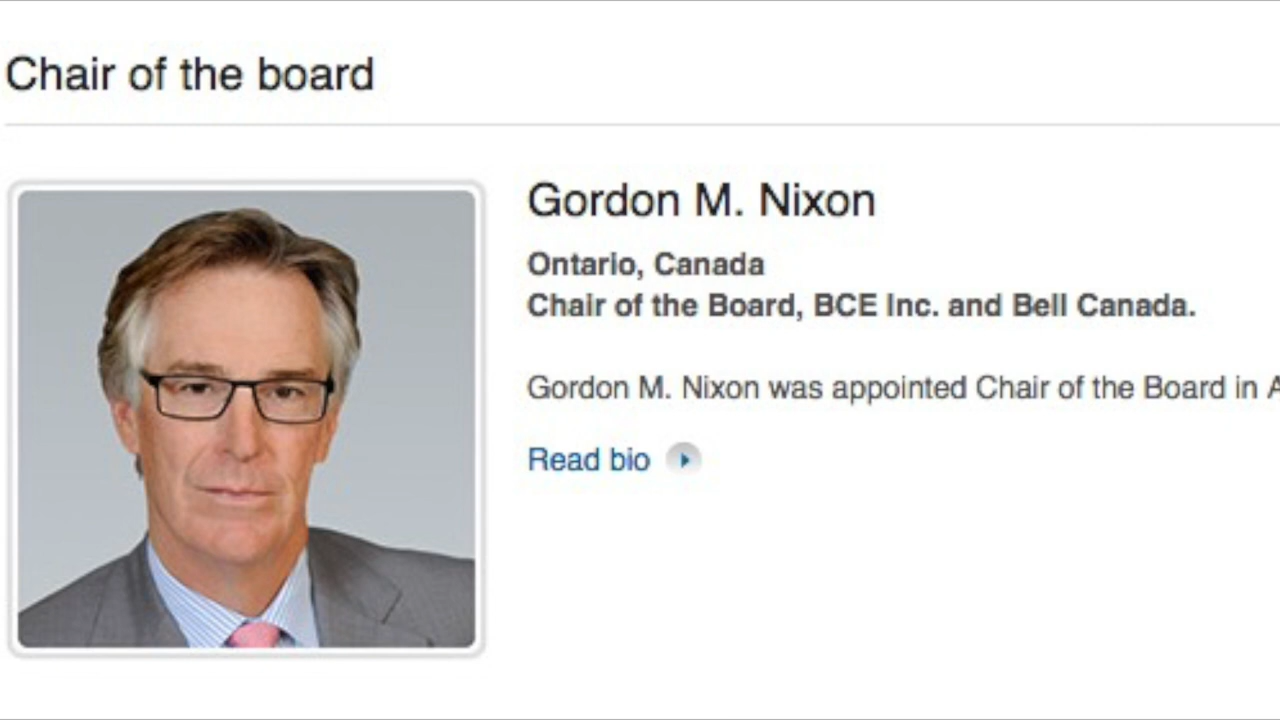 Chair of the board
Gordon M. Nixon
Ontario, Canada
Chair of the Board, BCE Inc. and Bell Canada.
Gordon M. Nixon was appointed Chair of the Board in
Read bio